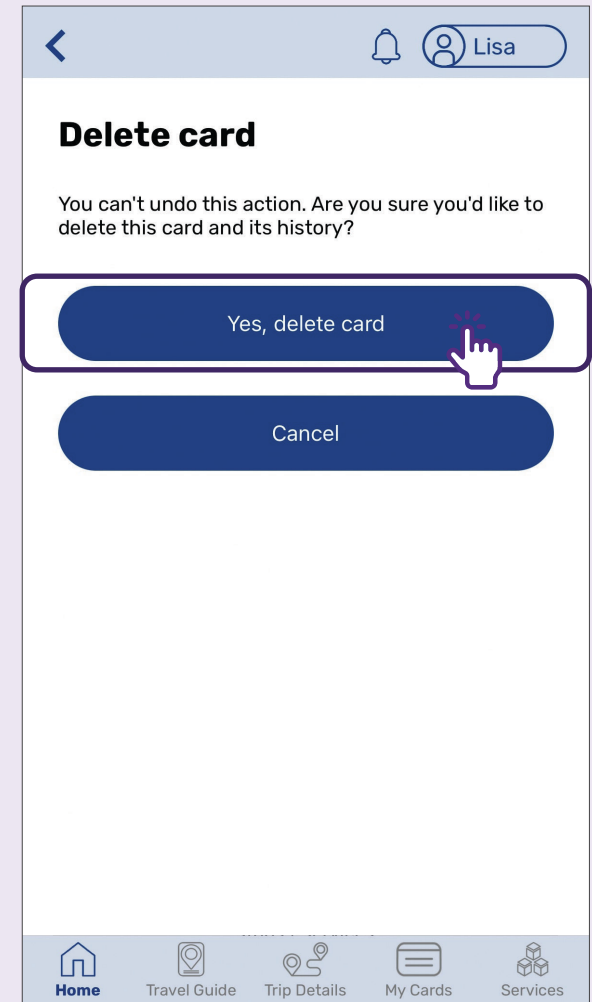 Lisa
Delete card
You can't undo this action. Are you sure you'd like to
delete this card and its history?
Yes, delete card
Cancel
Home
Travel Guide
Trip Details
My Cards
Services